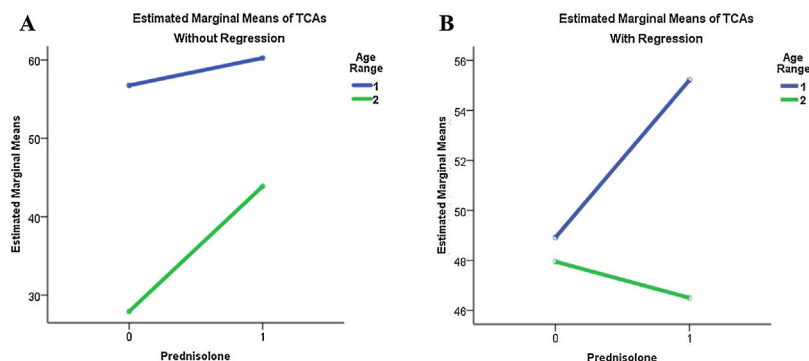 A
Estimated Marginal Means of TCAs
Without Regression
Age
Range
1
2
Estimated Marginal Means
60
50
40
30
0
1
Prednisolone
B
Estimated Marginal Means of TCAs
With Regression
Age
Range
1
2
Estimated Marginal Means
56
54
52
50
48
46
0
1
Prednisolone